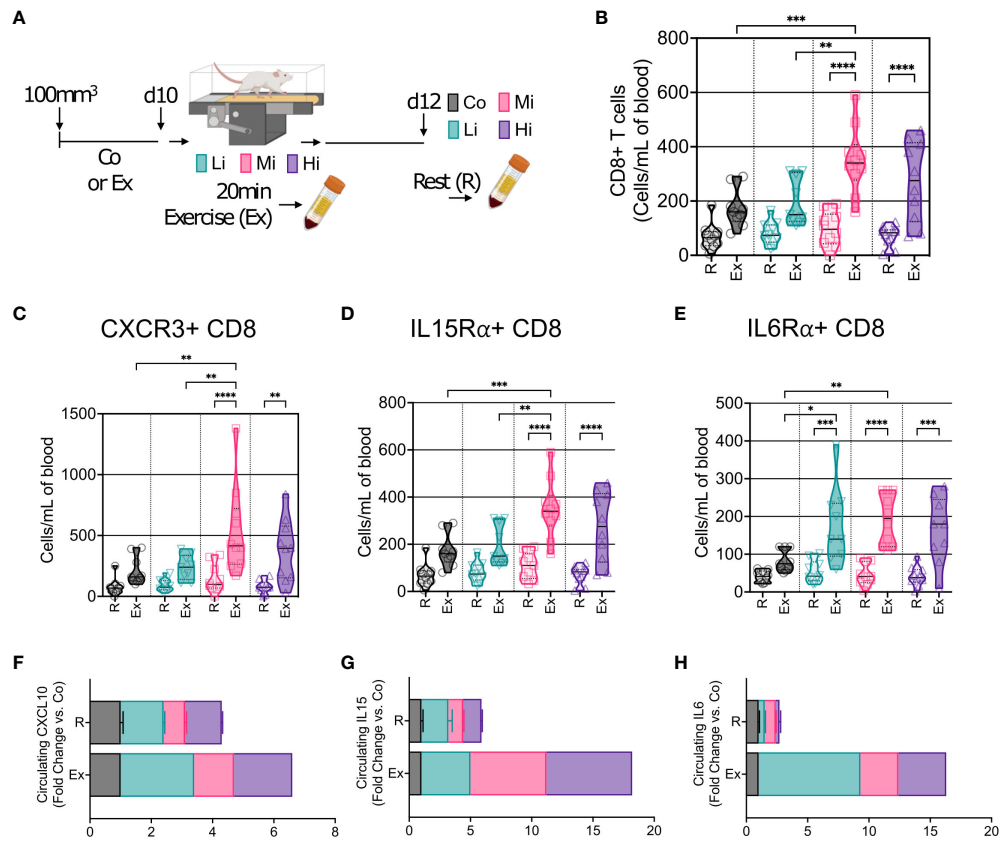 A
100mm³
d10
Co
or Ex
Li Mi Hi
20min
Exercise (Ex)
d12
Co Mi
Li Hi
Rest (R)
B
CD8+ T cells
(Cells/mL of blood)
800
600
400
200
0
***
**
****
****
R Ex R Ex R Ex R Ex
C
CXCR3+ CD8
Cells/mL of blood
1500
1000
500
0
**
**
****
**
R Ex R Ex R Ex R Ex
D
IL15Rα+ CD8
Cells/mL of blood
800
600
400
200
0
***
**
****
****
R Ex R Ex R Ex R Ex
E
IL6Rα+ CD8
Cells/mL of blood
500
400
300
200
100
0
**
*
***
****
***
R Ex R Ex R Ex R Ex
F
Circulating CXCL10
(Fold Change vs. Co)
R
Ex
0 2 4 6 8
G
Circulating IL15
(Fold Change vs. Co)
R
Ex
0 5 10 15 20
H
Circulating IL6
(Fold Change vs. Co)
R
Ex
0 5 10 15 20